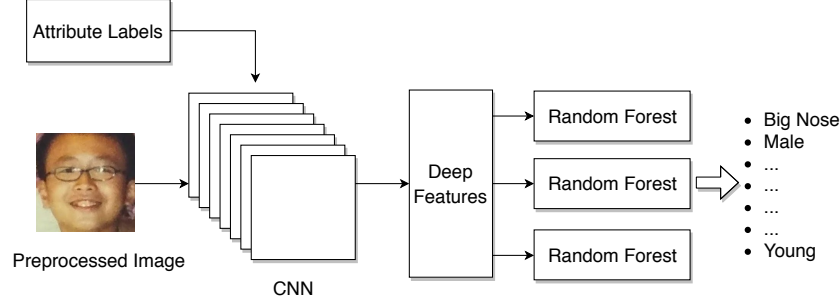 Attribute Labels
Preprocessed Image
CNN
Deep
Features
Random Forest
Random Forest
Random Forest
• Big Nose
• Male
• ...
• ...
• ...
• ...
• Young